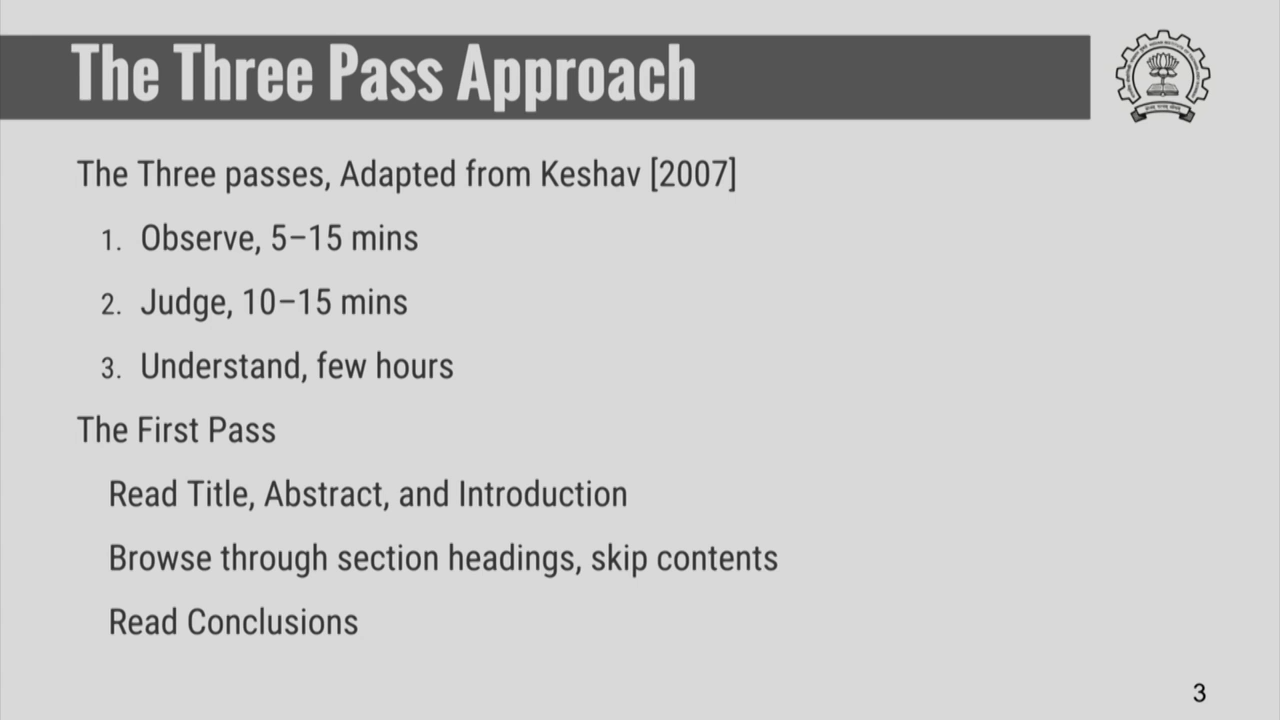 The Three Pass Approach
The Three passes, Adapted from Keshav [2007]
1. Observe, 5–15 mins
2. Judge, 10–15 mins
3. Understand, few hours
The First Pass
Read Title, Abstract, and Introduction
Browse through section headings, skip contents
Read Conclusions
3